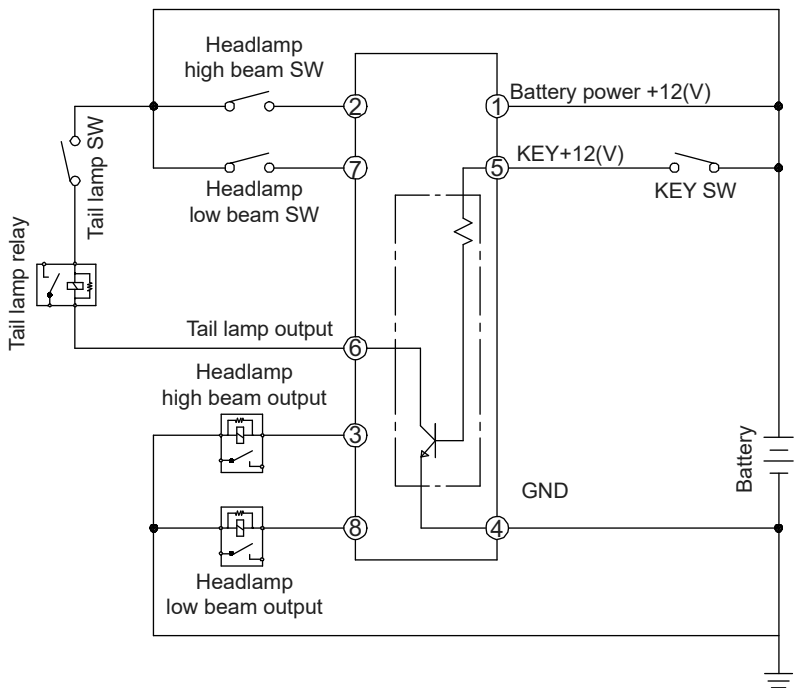 Headlamp
high beam SW
2
1
Battery power +12(V)
Tail lamp SW
7
5
KEY+12(V)
Headlamp
low beam SW
KEY SW
Tail lamp relay
Tail lamp output
6
Headlamp
high beam output
3
Battery
GND
8
4
Headlamp
low beam output